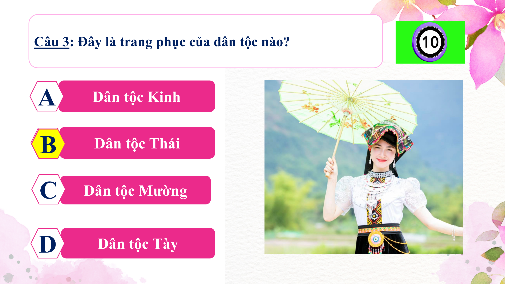 Câu 3: Đây là trang phục của dân tộc nào?
10
A Dân tộc Kinh
B Dân tộc Thái
C Dân tộc Mường
D Dân tộc Tày